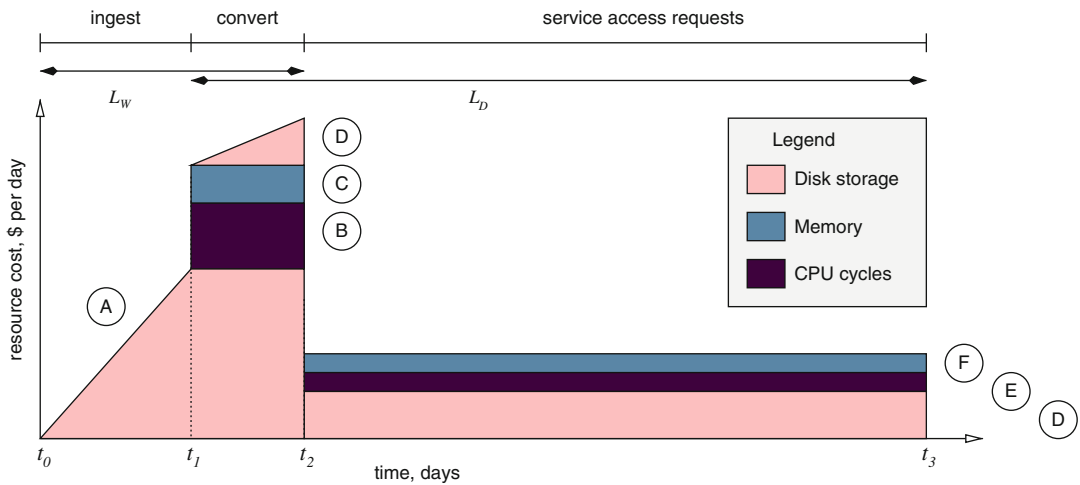 ingest convert service access requests
L_W L_D
resource cost, $ per day
A
D
C
B
Legend
Disk storage
Memory
CPU cycles
F
E
D
t_0 t_1 t_2 t_3
time, days